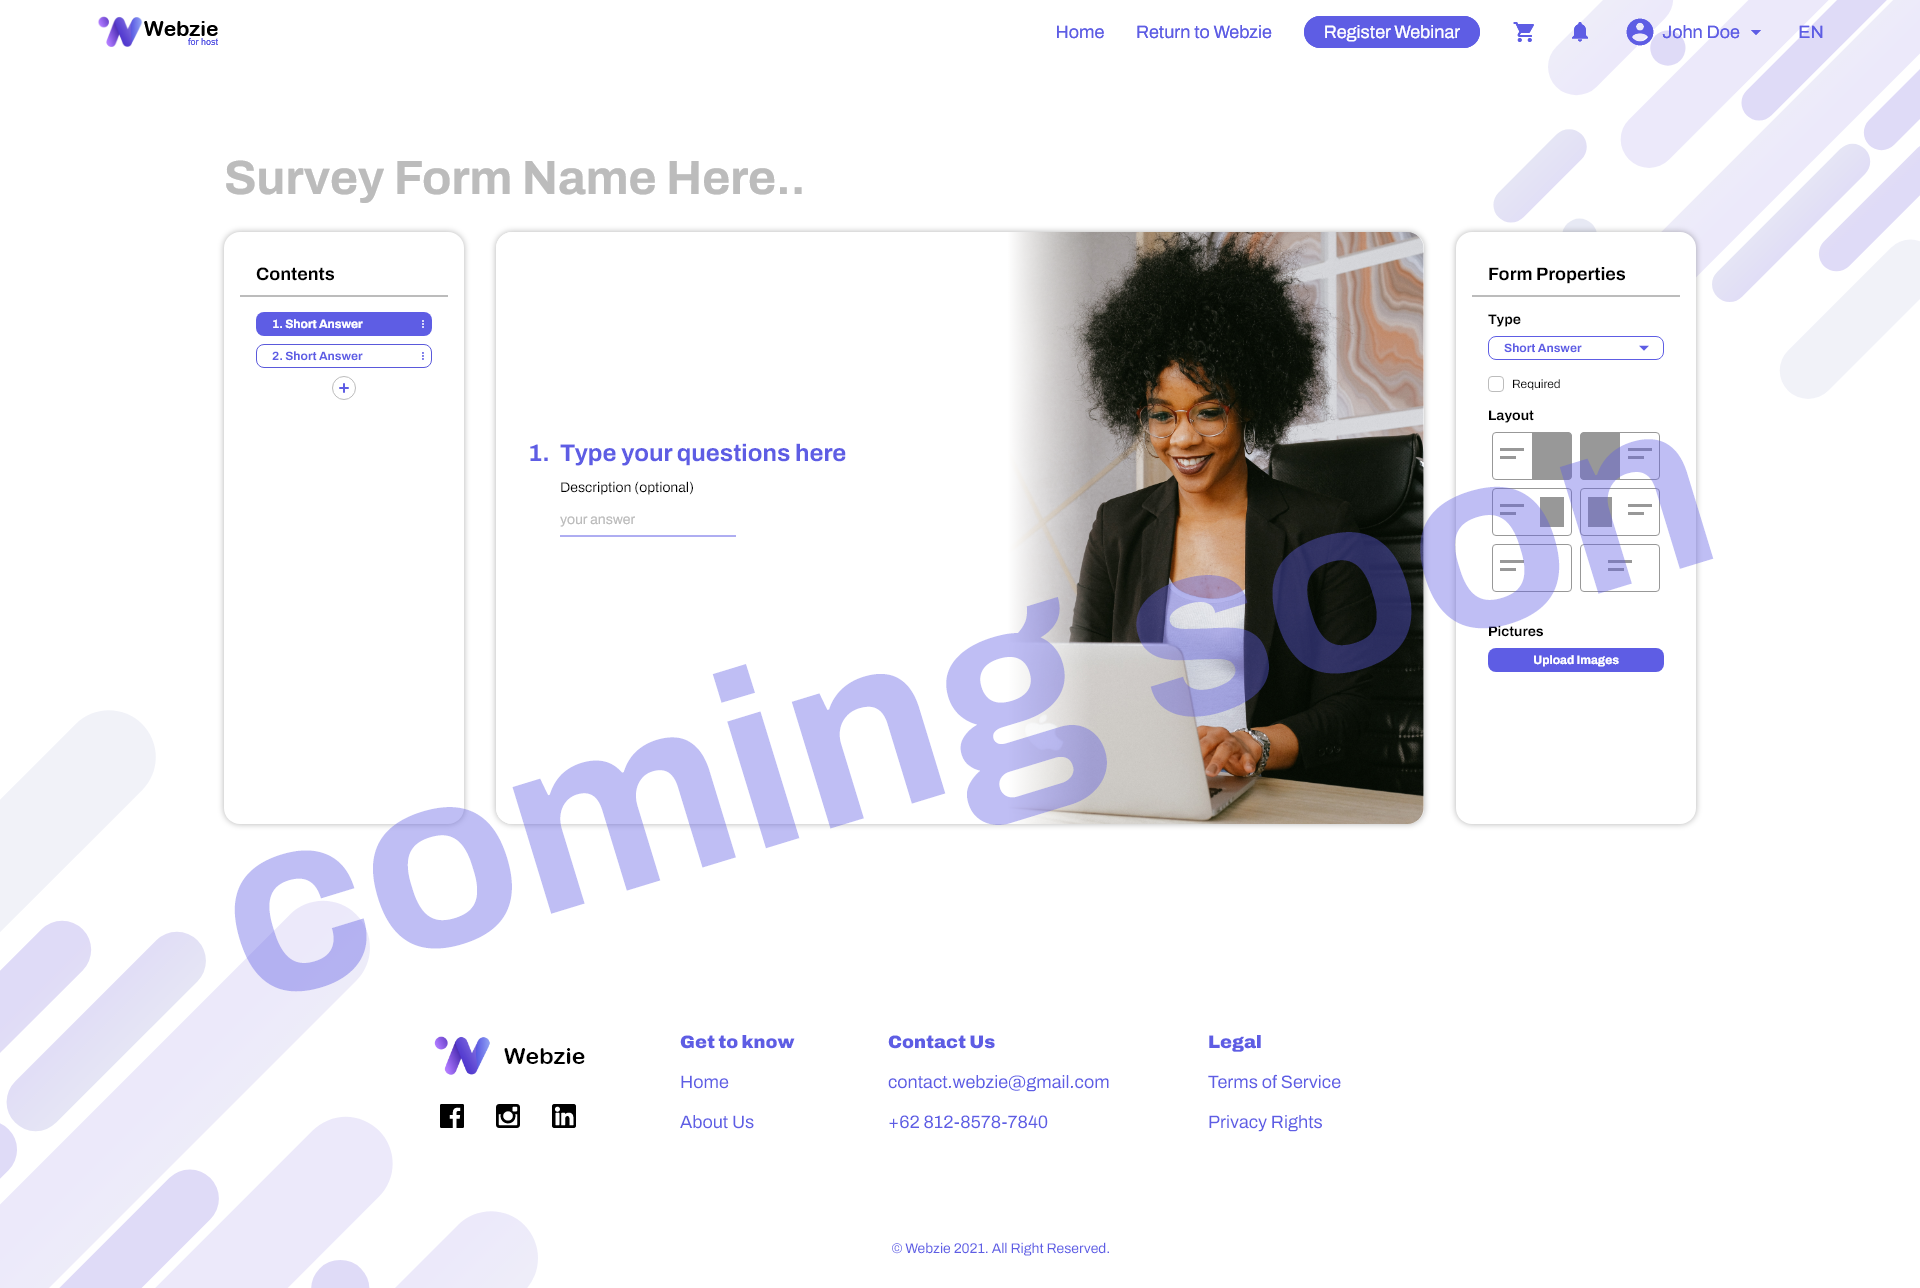 Webzie
for host
Home
Return to Webzie
Register Webinar
John Doe
EN
Survey Form Name Here..
Contents
1. Short Answer
2. Short Answer
1. Type your questions here
Description (optional)
your answer
Form Properties
Type
Short Answer
Required
Layout
Pictures
Upload Images
coming soon
Webzie
Get to know
Home
About Us
Contact Us
contact.webzie@gmail.com
+62 812-8578-7840
Legal
Terms of Service
Privacy Rights
© Webzie 2021. All Right Reserved.